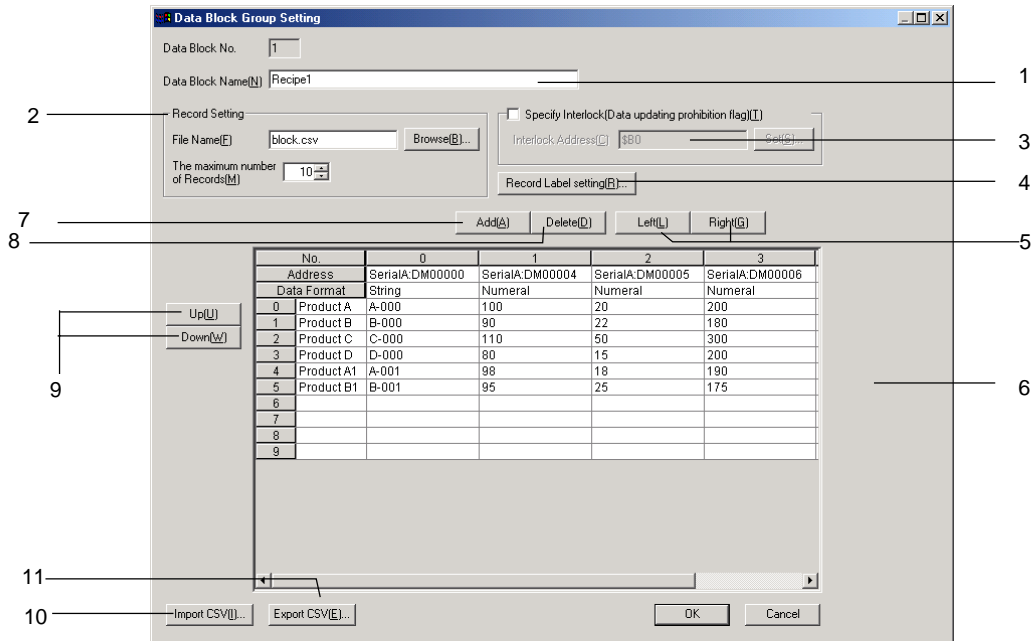 Data Block Group Setting
Data Block No. 1
1
Data Block Name(N) Recipe1
2
Record Setting
File Name(F) block.csv Browse(B)...
The maximum number of Records(M) 10
Specify Interlock(Data updating prohibition flag)(T)
Interlock Address(C) $B0 Set(S)...
3
Record Label setting(R)...
4
7
8
Add(A) Delete(D) Left(L) Right(G)
5
No. 0 1 2 3
Address SerialA:DM00000 SerialA:DM00004 SerialA:DM00005 SerialA:DM00006
Data Format String Numeral Numeral Numeral
0 Product A A-000 100 20 200
1 Product B B-000 90 22 180
2 Product C C-000 110 50 300
3 Product D D-000 80 15 200
4 Product A1 A-001 98 18 190
5 Product B1 B-001 95 25 175
6
7
8
9
Up(U)
Down(W)
9
6
11
10
Import CSV(I)... Export CSV(E)... OK Cancel